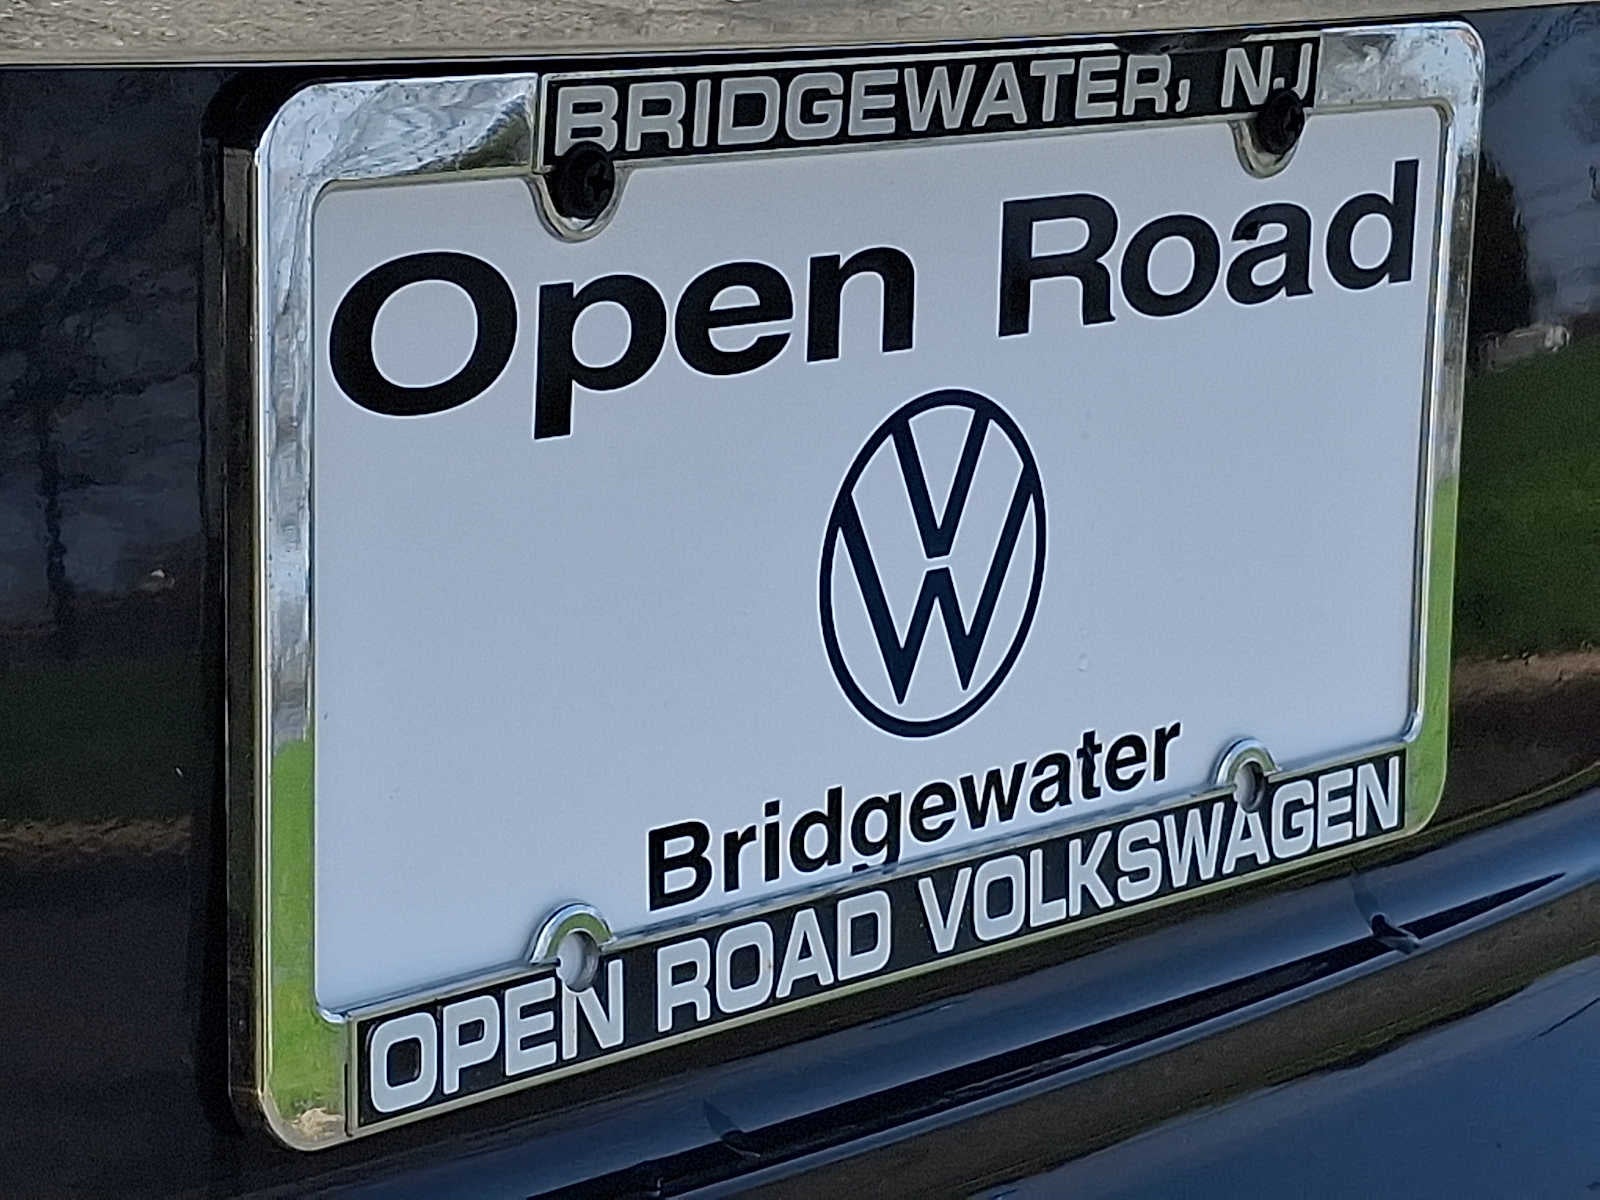 BRIDGEWATER, NJ
Open Road
Bridgewater
OPEN ROAD VOLKSWAGEN